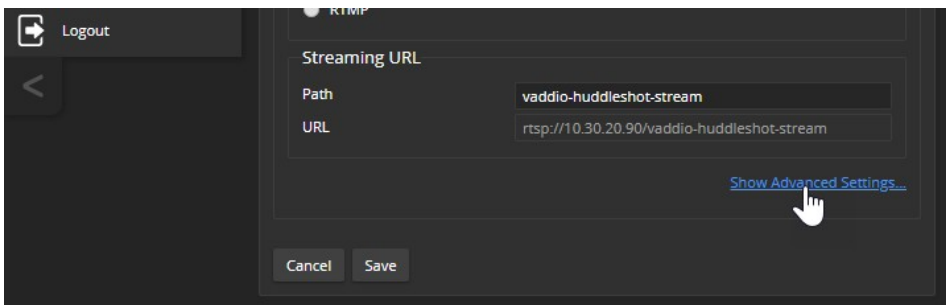 RTMP
Logout
Streaming URL
Path
vaddio-huddleshot-stream
URL
rtsp://10.30.20.90/vaddio-huddleshot-stream
Show Advanced Settings...
Cancel
Save